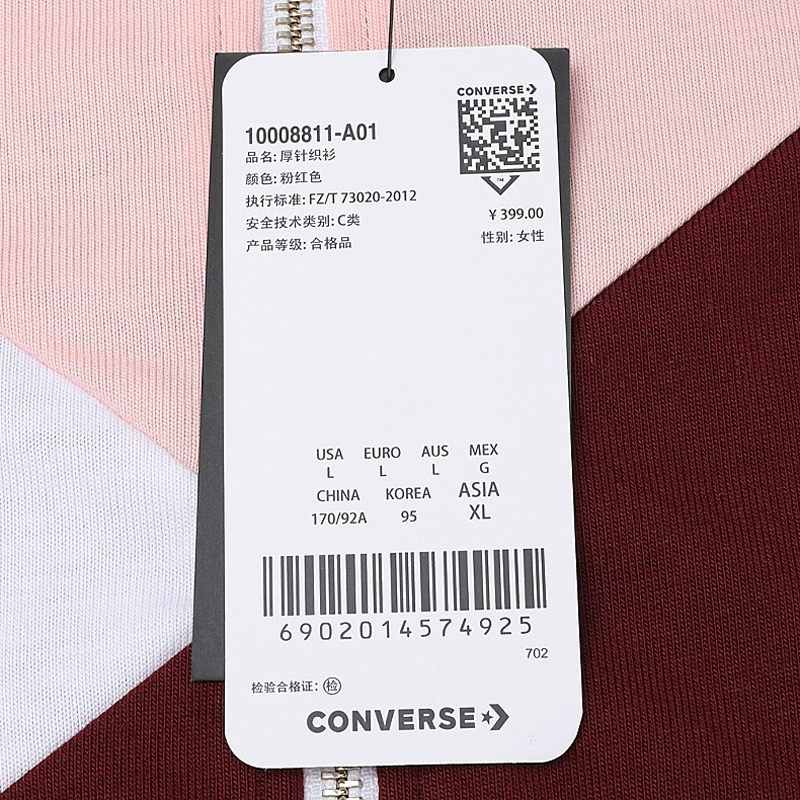 CONVERSE
10008811-A01
品名: 厚针织衫
颜色: 粉红色
执行标准: FZ/T 73020-2012
安全技术类别: C类
产品等级: 合格品
™
¥ 399.00
性别: 女性
USA EURO AUS MEX
L L L G
CHINA KOREA ASIA
170/92A 95 XL
6902014574925
702
检验合格证: 检
CONVERSE